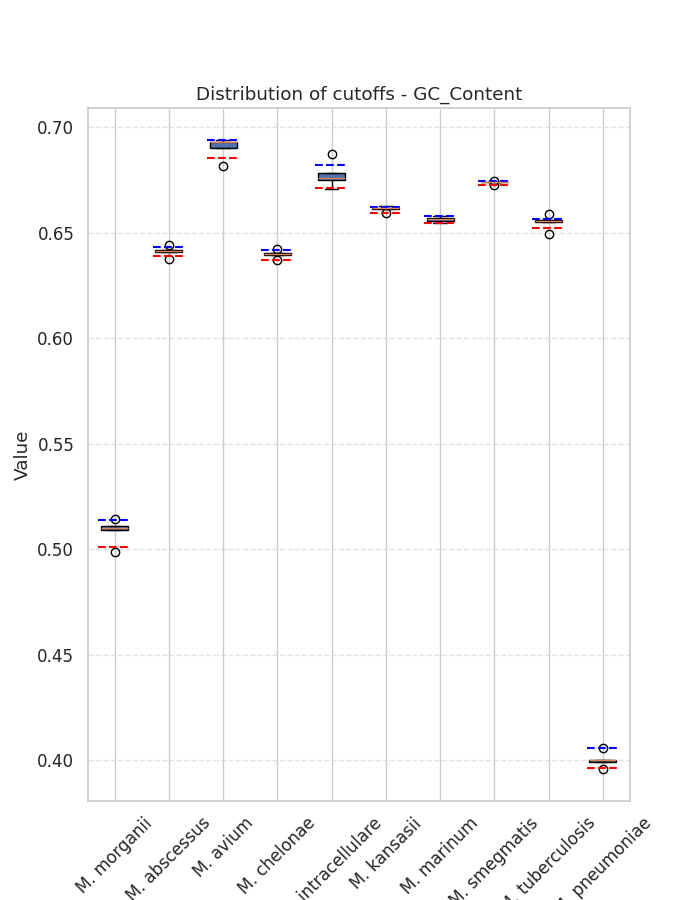 Distribution of cutoffs - GC_Content
Value
0.70
0.65
0.60
0.55
0.50
0.45
0.40
M. morganii
M. abscessus
M. avium
M. chelonae
intracellulare
M. kansasii
M. marinum
M. smegmatis
. tuberculosis
. pneumoniae